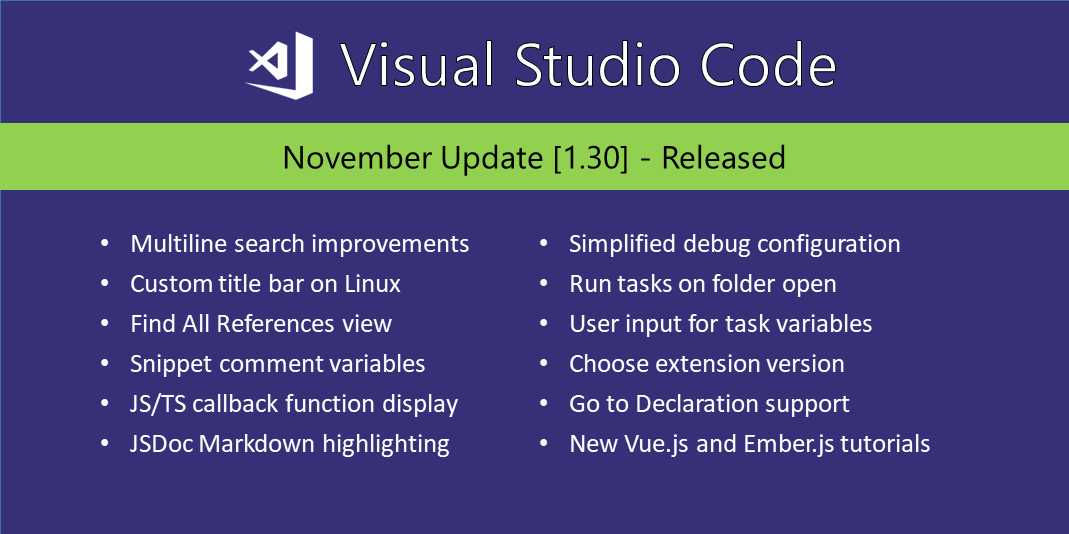 Visual Studio Code
November Update [1.30] - Released
• Multiline search improvements
• Custom title bar on Linux
• Find All References view
• Snippet comment variables
• JS/TS callback function display
• JSDoc Markdown highlighting
• Simplified debug configuration
• Run tasks on folder open
• User input for task variables
• Choose extension version
• Go to Declaration support
• New Vue.js and Ember.js tutorials